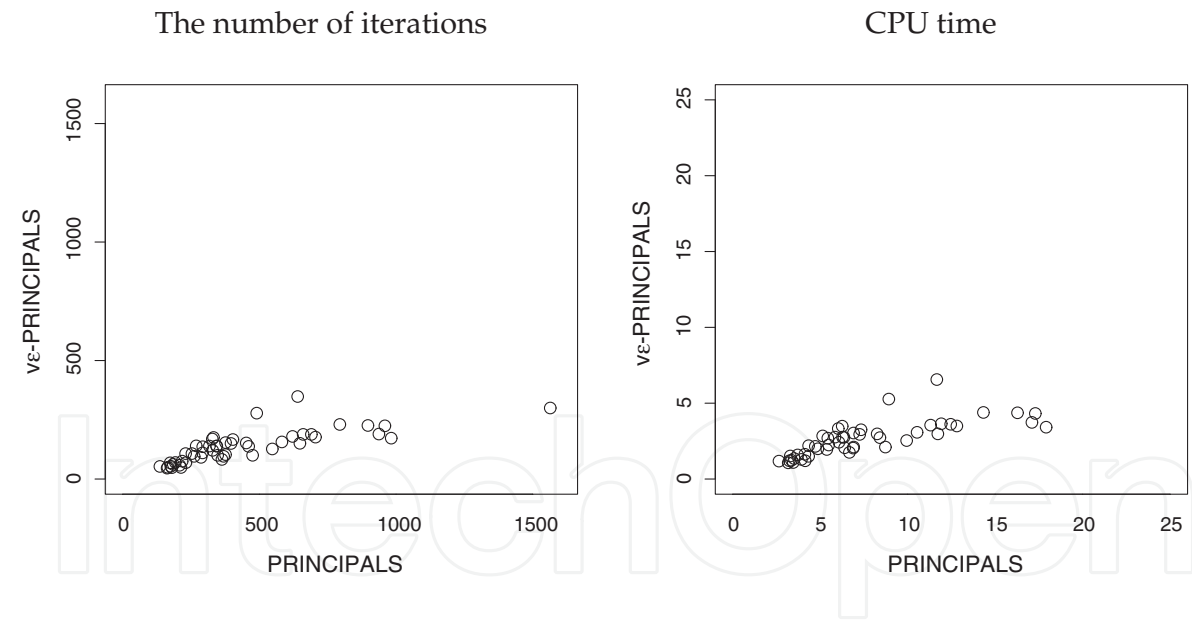 The number of iterations
CPU time
1500
1000
500
0
vε-PRINCIPALS
0 500 1000 1500
PRINCIPALS
25
20
15
10
5
0
vε-PRINCIPALS
0 5 10 15 20 25
PRINCIPALS
IntechOpen